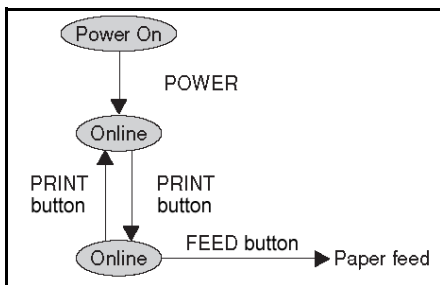 Power On
POWER
Online
PRINT
button
PRINT
button
Online
FEED button
Paper feed